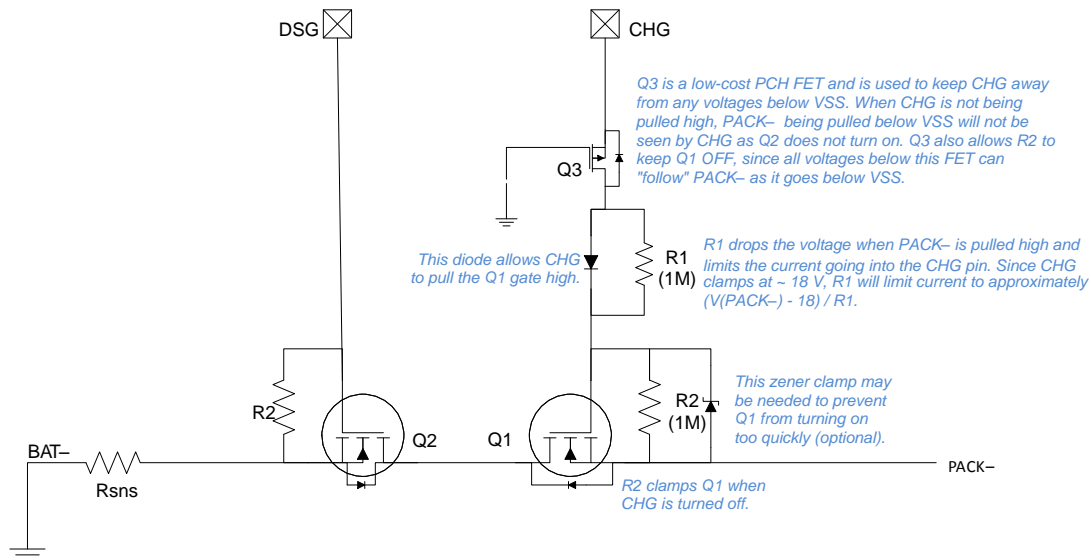 DSG
CHG
Q3 is a low-cost PCH FET and is used to keep CHG away
from any voltages below VSS. When CHG is not being
pulled high, PACK– being pulled below VSS will not be
seen by CHG as Q2 does not turn on. Q3 also allows R2 to
keep Q1 OFF, since all voltages below this FET can
"follow" PACK– as it goes below VSS.
Q3
This diode allows CHG
to pull the Q1 gate high.
R1
(1M)
R1 drops the voltage when PACK– is pulled high and
limits the current going into the CHG pin. Since CHG
clamps at ~ 18 V, R1 will limit current to approximately
(V(PACK–) - 18) / R1.
R2
Q2
Q1
R2
(1M)
This zener clamp may
be needed to prevent
Q1 from turning on
too quickly (optional).
BAT–
Rsns
PACK–
R2 clamps Q1 when
CHG is turned off.